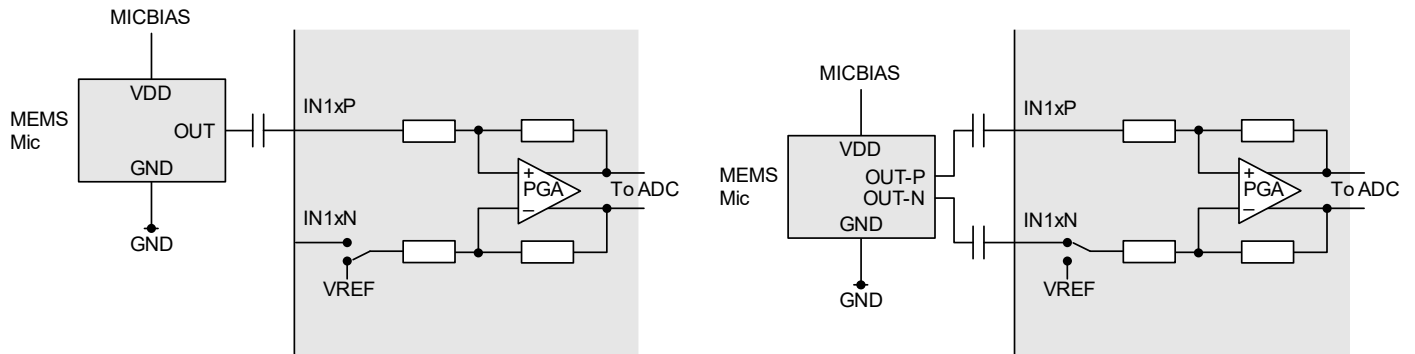 MICBIAS
VDD
MEMS
Mic
OUT
GND
GND
IN1xP
+
PGA
−
To ADC
IN1xN
VREF
MICBIAS
VDD
MEMS
Mic
OUT-P
OUT-N
GND
GND
IN1xP
+
PGA
−
To ADC
IN1xN
VREF